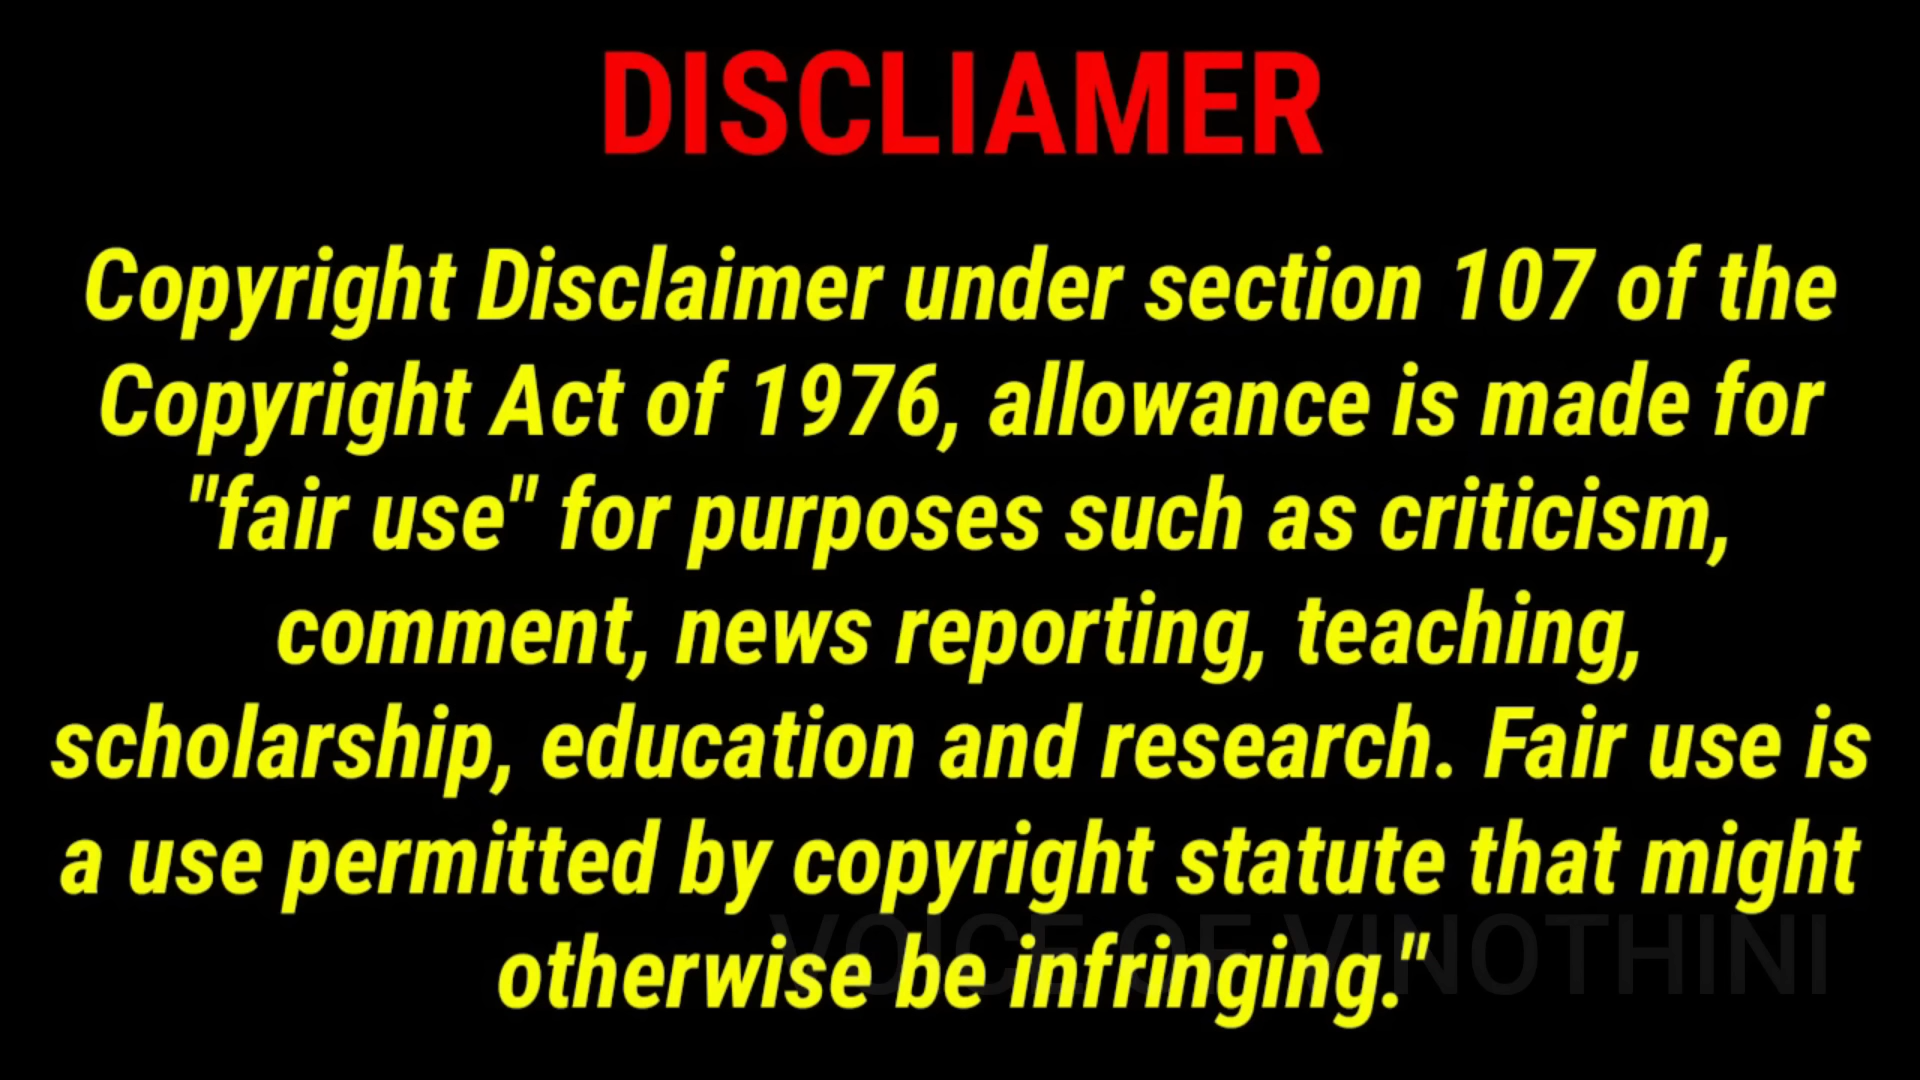 DISCLIAMER
Copyright Disclaimer under section 107 of the
Copyright Act of 1976, allowance is made for
"fair use" for purposes such as criticism,
comment, news reporting, teaching,
scholarship, education and research. Fair use is
a use permitted by copyright statute that might
otherwise be infringing."
VOICE OF VINOTHINI